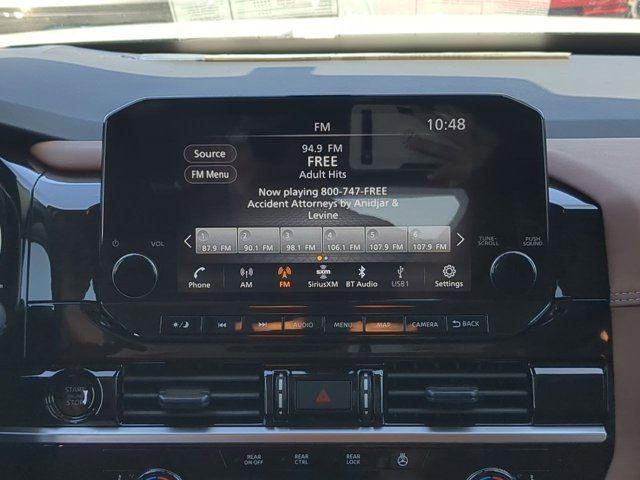 FM
10:48
94.9 FM
Source
FREE
Adult Hits
FM Menu
Now playing 800-747-FREE
Accident Attorneys by Anidjar &
Levine
1 2 3 4 5 6
87.9 FM 90.1 FM 98.1 FM 106.1 FM 107.9 FM 107.9 FM
VOL
TUNE-
SCROLL
PUSH
SOUND
SXM
Phone AM FM SiriusXM BT Audio USB1 Settings
AUDIO MENU MAP CAMERA BACK
START
STOP
REAR
ON·OFF
REAR
CTRL
REAR
LOCK